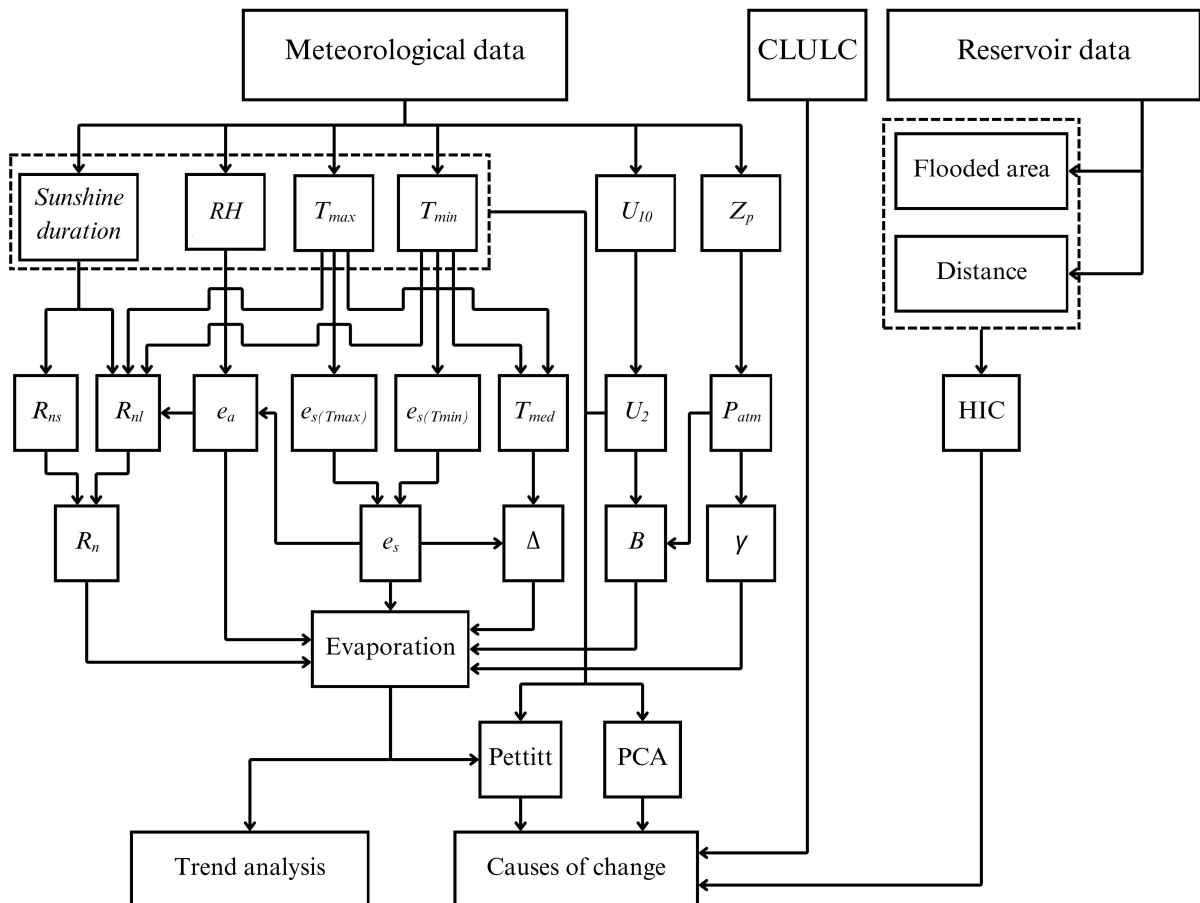 Meteorological data
CLULC
Reservoir data
Flooded area
Sunshine
duration
RH
Tmax
Tmin
U10
Zp
Distance
Rns
Rnl
ea
es(Tmax)
es(Tmin)
Tmed
U2
Patm
HIC
Rn
es
Δ
B
γ
Evaporation
Pettitt
PCA
Trend analysis
Causes of change